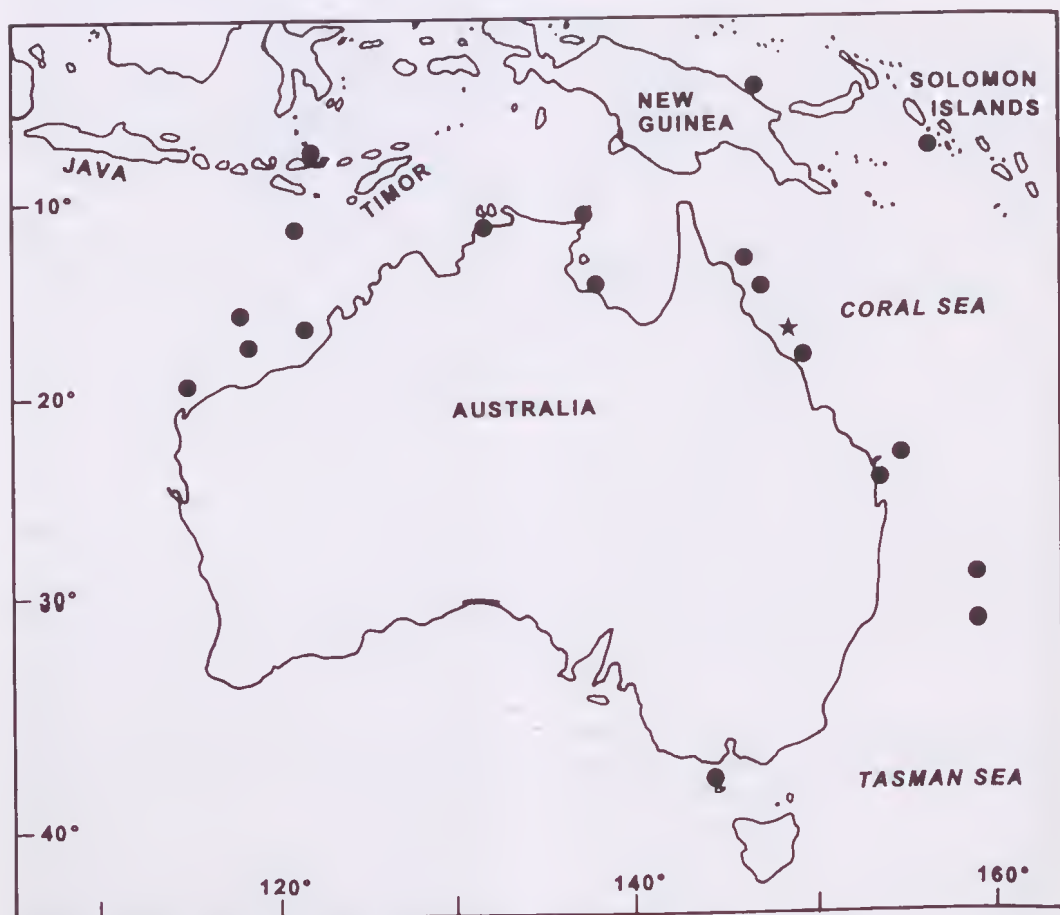 SOLOMON
ISLANDS
NEW
GUINEA
JAVA
TIMOR
10°
CORAL SEA
20°
AUSTRALIA
30°
TASMAN SEA
40°
120°
140°
160°